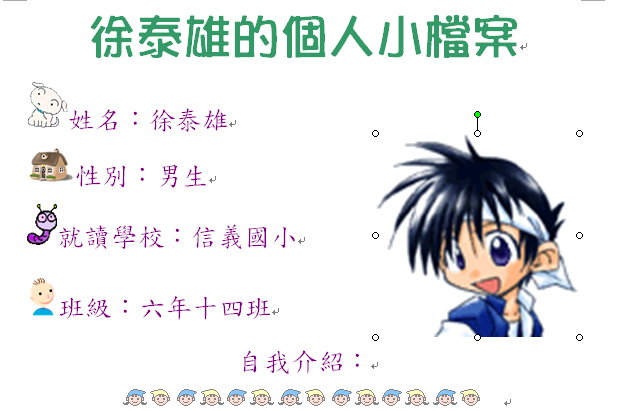 徐泰雄的個人小檔案
姓名：徐泰雄
性別：男生
就讀學校：信義國小
班級：六年十四班
自我介紹：